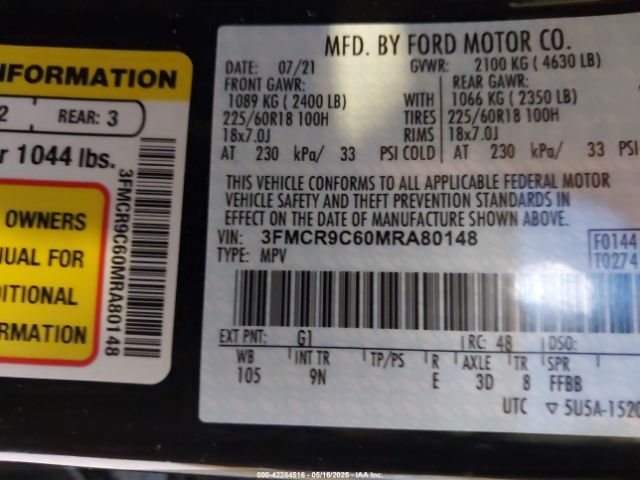 INFORMATION
2
REAR: 3
r 1044 lbs.
OWNERS
NUAL FOR
DITIONAL
RMATION
3FMCR9C60MRA80148
MFD. BY FORD MOTOR CO.
DATE: 07/21 GVWR: 2100 KG ( 4630 LB)
FRONT GAWR: REAR GAWR:
1089 KG ( 2400 LB) WITH 1066 KG ( 2350 LB)
225/60R18 100H TIRES 225/60R18 100H
18x7.0J RIMS 18x7.0J
AT 230 kPa/ 33 PSI COLD AT 230 kPa/ 33 PSI
THIS VEHICLE CONFORMS TO ALL APPLICABLE FEDERAL MOTOR
VEHICLE SAFETY AND THEFT PREVENTION STANDARDS IN
EFFECT ON THE DATE OF MANUFACTURE SHOWN ABOVE.
VIN: 3FMCR9C60MRA80148 F0144
TYPE: MPV T0274
EXT PNT: G1 RC: 48 DSO:
WB INT TR TP/PS R AXLE TR SPR
105 9N E 3D 8 FFBB
UTC ▽ 5U5A-1520
000-42284516 - 05/16/2025 - IAA Inc.